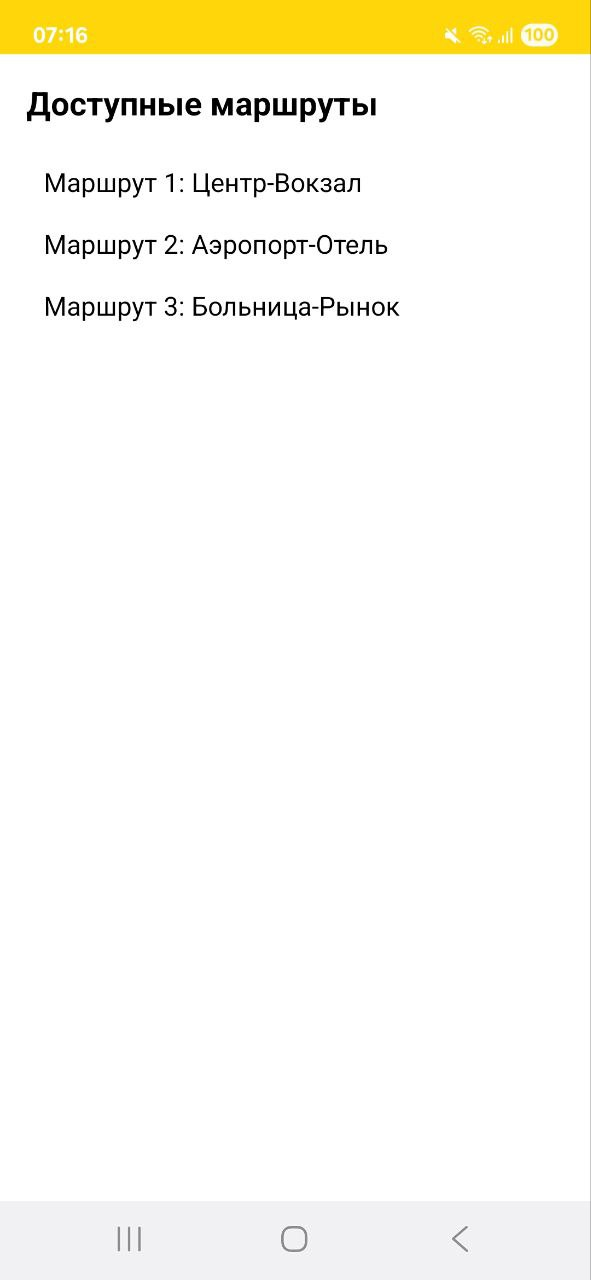 07:16
100
Доступные маршруты
Маршрут 1: Центр-Вокзал
Маршрут 2: Аэропорт-Отель
Маршрут 3: Больница-Рынок